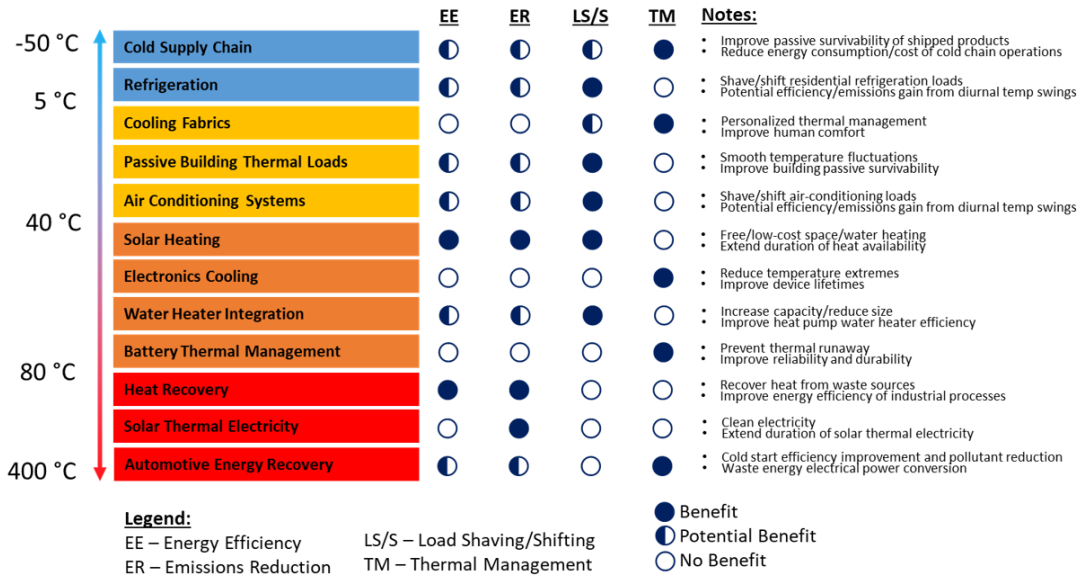 EE ER LS/S TM Notes:
-50 °C
Cold Supply Chain
• Improve passive survivability of shipped products
• Reduce energy consumption/cost of cold chain operations
Refrigeration
• Shave/shift residential refrigeration loads
• Potential efficiency/emissions gain from diurnal temp swings
5 °C
Cooling Fabrics
• Personalized thermal management
• Improve human comfort
Passive Building Thermal Loads
• Smooth temperature fluctuations
• Improve building passive survivability
Air Conditioning Systems
• Shave/shift air-conditioning loads
• Potential efficiency/emissions gain from diurnal temp swings
40 °C
Solar Heating
• Free/low-cost space/water heating
• Extend duration of heat availability
Electronics Cooling
• Reduce temperature extremes
• Improve device lifetimes
Water Heater Integration
• Increase capacity/reduce size
• Improve heat pump water heater efficiency
Battery Thermal Management
• Prevent thermal runaway
• Improve reliability and durability
80 °C
Heat Recovery
• Recover heat from waste sources
• Improve energy efficiency of industrial processes
Solar Thermal Electricity
• Clean electricity
• Extend duration of solar thermal electricity
400 °C
Automotive Energy Recovery
• Cold start efficiency improvement and pollutant reduction
• Waste energy electrical power conversion
Legend:
EE – Energy Efficiency
ER – Emissions Reduction
LS/S – Load Shaving/Shifting
TM – Thermal Management
Benefit
Potential Benefit
No Benefit